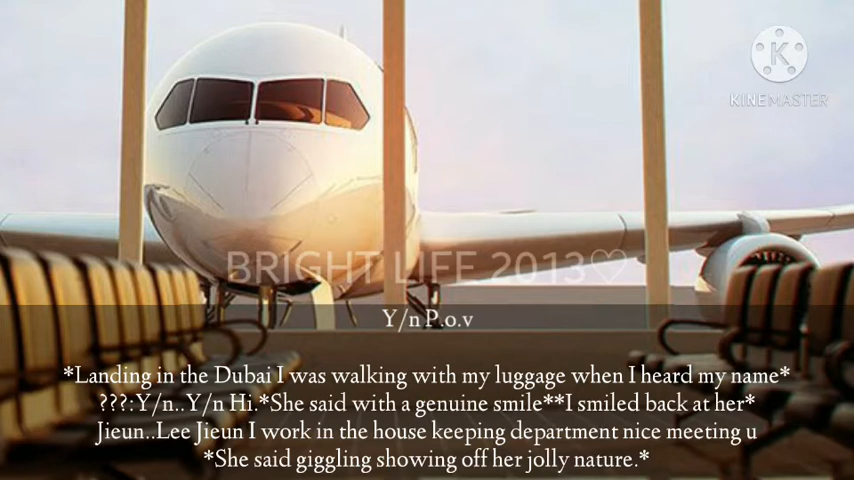 K
KINEMASTER
BRIGHT LIFE 2013♡
Y/n P.o.v
*Landing in the Dubai I was walking with my luggage when I heard my name*
???:Y/n..Y/n Hi.*She said with a genuine smile**I smiled back at her*
Jieun..Lee Jieun I work in the house keeping department nice meeting u
*She said giggling showing off her jolly nature.*